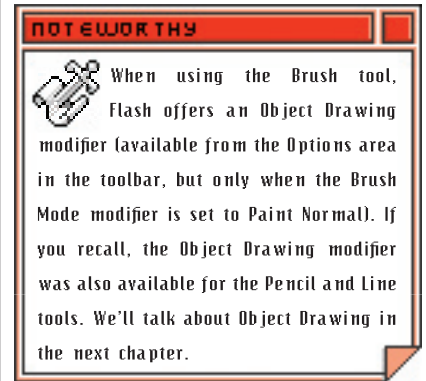 NOTEWORTHY
When using the Brush tool,
Flash offers an Object Drawing
modifier (available from the Options area
in the toolbar, but only when the Brush
Mode modifier is set to Paint Normal). If
you recall, the Object Drawing modifier
was also available for the Pencil and Line
tools. We'll talk about Object Drawing in
the next chapter.